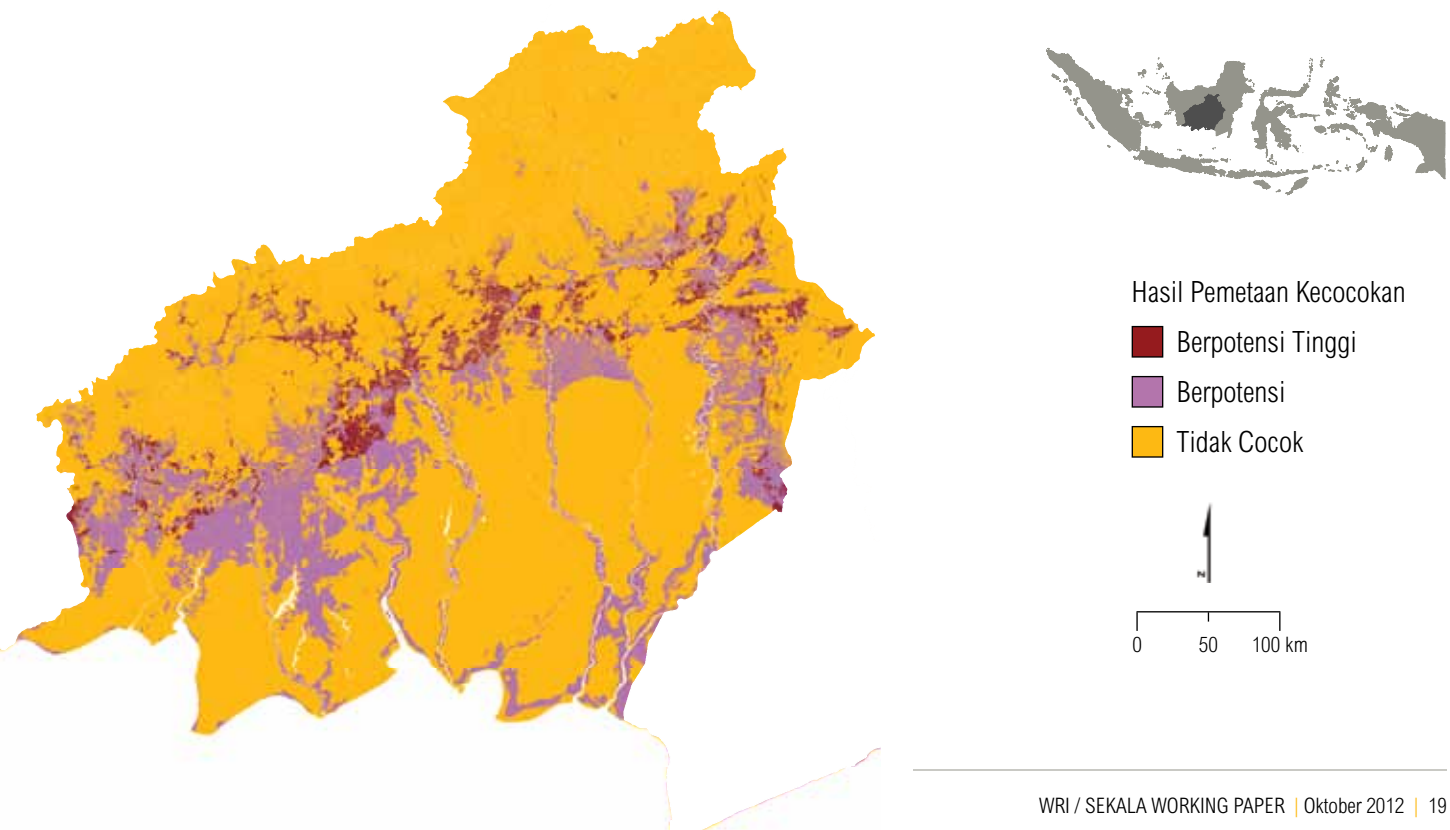 Hasil Pemetaan Kecocokan
Berpotensi Tinggi
Berpotensi
Tidak Cocok
N
0 50 100 km
WRI / SEKALA WORKING PAPER | Oktober 2012 | 19